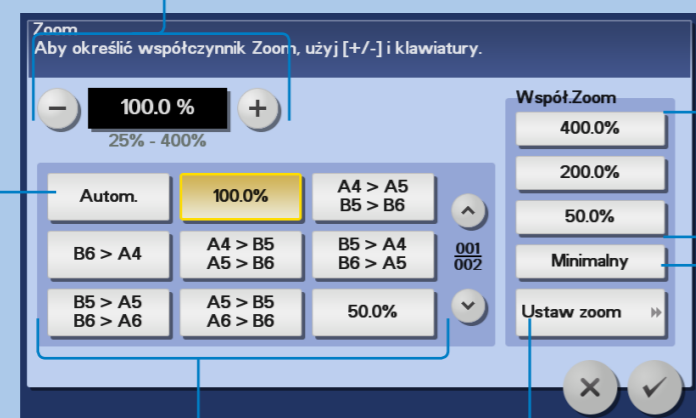 Zoom
Aby określić współczynnik Zoom, użyj [+/-] i klawiatury.
− 100.0 % +
25% - 400%
Autom.
100.0%
A4 > A5
B5 > B6
B6 > A4
A4 > B5
A5 > B6
B5 > A4
B6 > A5
001
002
B5 > A5
B6 > A6
A5 > B5
A6 > B6
50.0%
Współ.Zoom
400.0%
200.0%
50.0%
Minimalny
Ustaw zoom